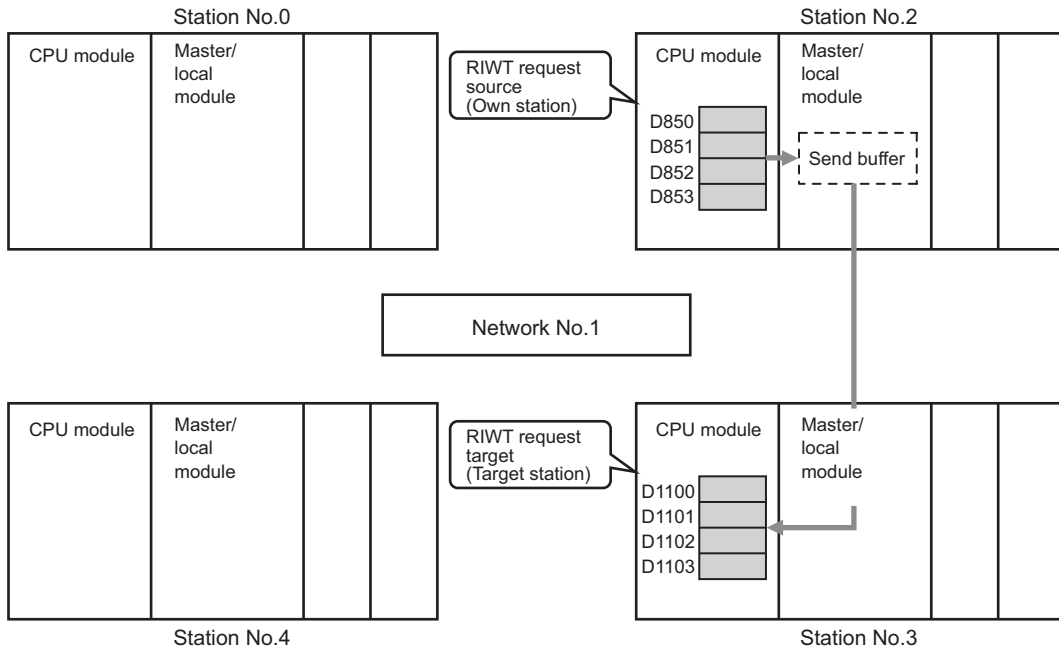 Station No.0
CPU module
Master/
local
module
RIWT request
source
(Own station)
Station No.2
CPU module
Master/
local
module
D850
D851
D852
D853
Send buffer
Network No.1
CPU module
Master/
local
module
Station No.4
RIWT request
target
(Target station)
CPU module
Master/
local
module
D1100
D1101
D1102
D1103
Station No.3